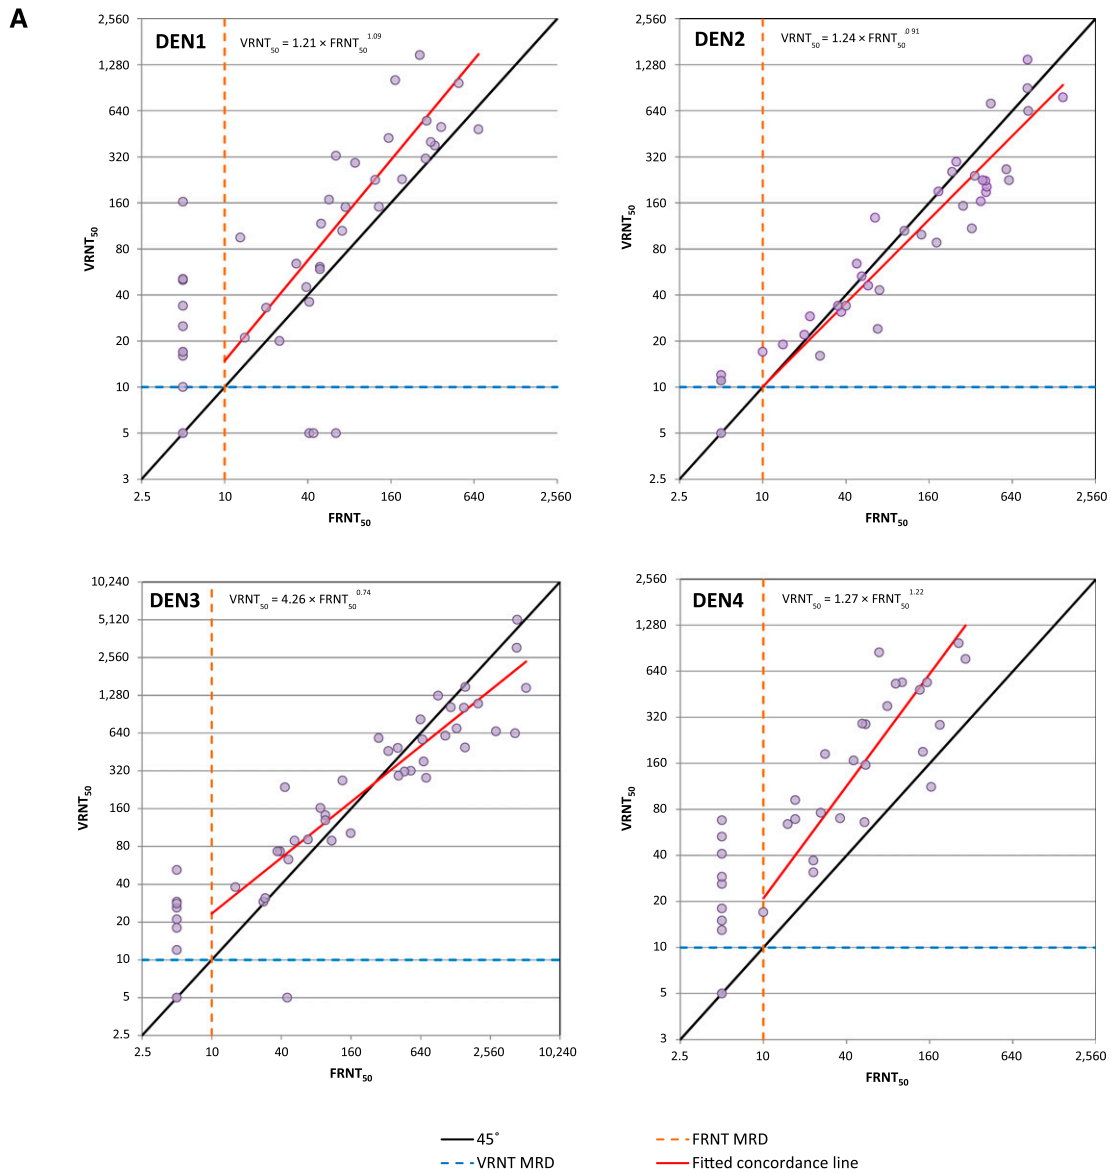 A
DEN1
VRNT50 = 1.21 × FRNT50^1.09
2,560
1,280
640
320
160
80
40
20
10
5
3
VRNT50
2.5 10 40 160 640 2,560
FRNT50
DEN2
VRNT50 = 1.24 × FRNT50^0.91
2,560
1,280
640
320
160
80
40
20
10
5
2.5
VRNT50
2.5 10 40 160 640 2,560
FRNT50
DEN3
VRNT50 = 4.26 × FRNT50^0.74
10,240
5,120
2,560
1,280
640
320
160
80
40
20
10
5
2.5
VRNT50
2.5 10 40 160 640 2,560 10,240
FRNT50
DEN4
VRNT50 = 1.27 × FRNT50^1.22
2,560
1,280
640
320
160
80
40
20
10
5
3
VRNT50
2.5 10 40 160 640 2,560
FRNT50
45°
FRNT MRD
VRNT MRD
Fitted concordance line